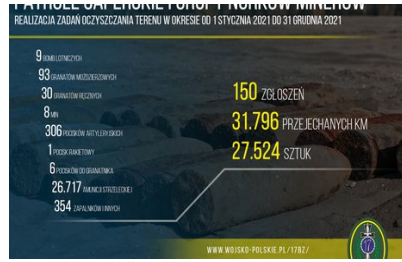 PATROLE SAPERSKIE I GRUPY NURKÓW MINERÓW
REALIZACJA ZADAŃ OCZYSZCZANIA TERENU W OKRESIE OD 1 STYCZNIA 2021 DO 31 GRUDNIA 2021
9 BOMB LOTNICZYCH
93 GRANATÓW MOŹDZIERZOWYCH
30 GRANATÓW RĘCZNYCH
8 MIN
306 POCISKÓW ARTYLERYJSKICH
1 POCISK RAKIETOWY
6 POCISKÓW DO GRANATNIKA
26.717 AMUNICJI STRZELECKIEJ
354 ZAPALNIKÓW I INNYCH
150 ZGŁOSZEŃ
31.796 PRZEJECHANYCH KM
27.524 SZTUK
WWW.WOJSKO-POLSKIE.PL/17BZ/
17